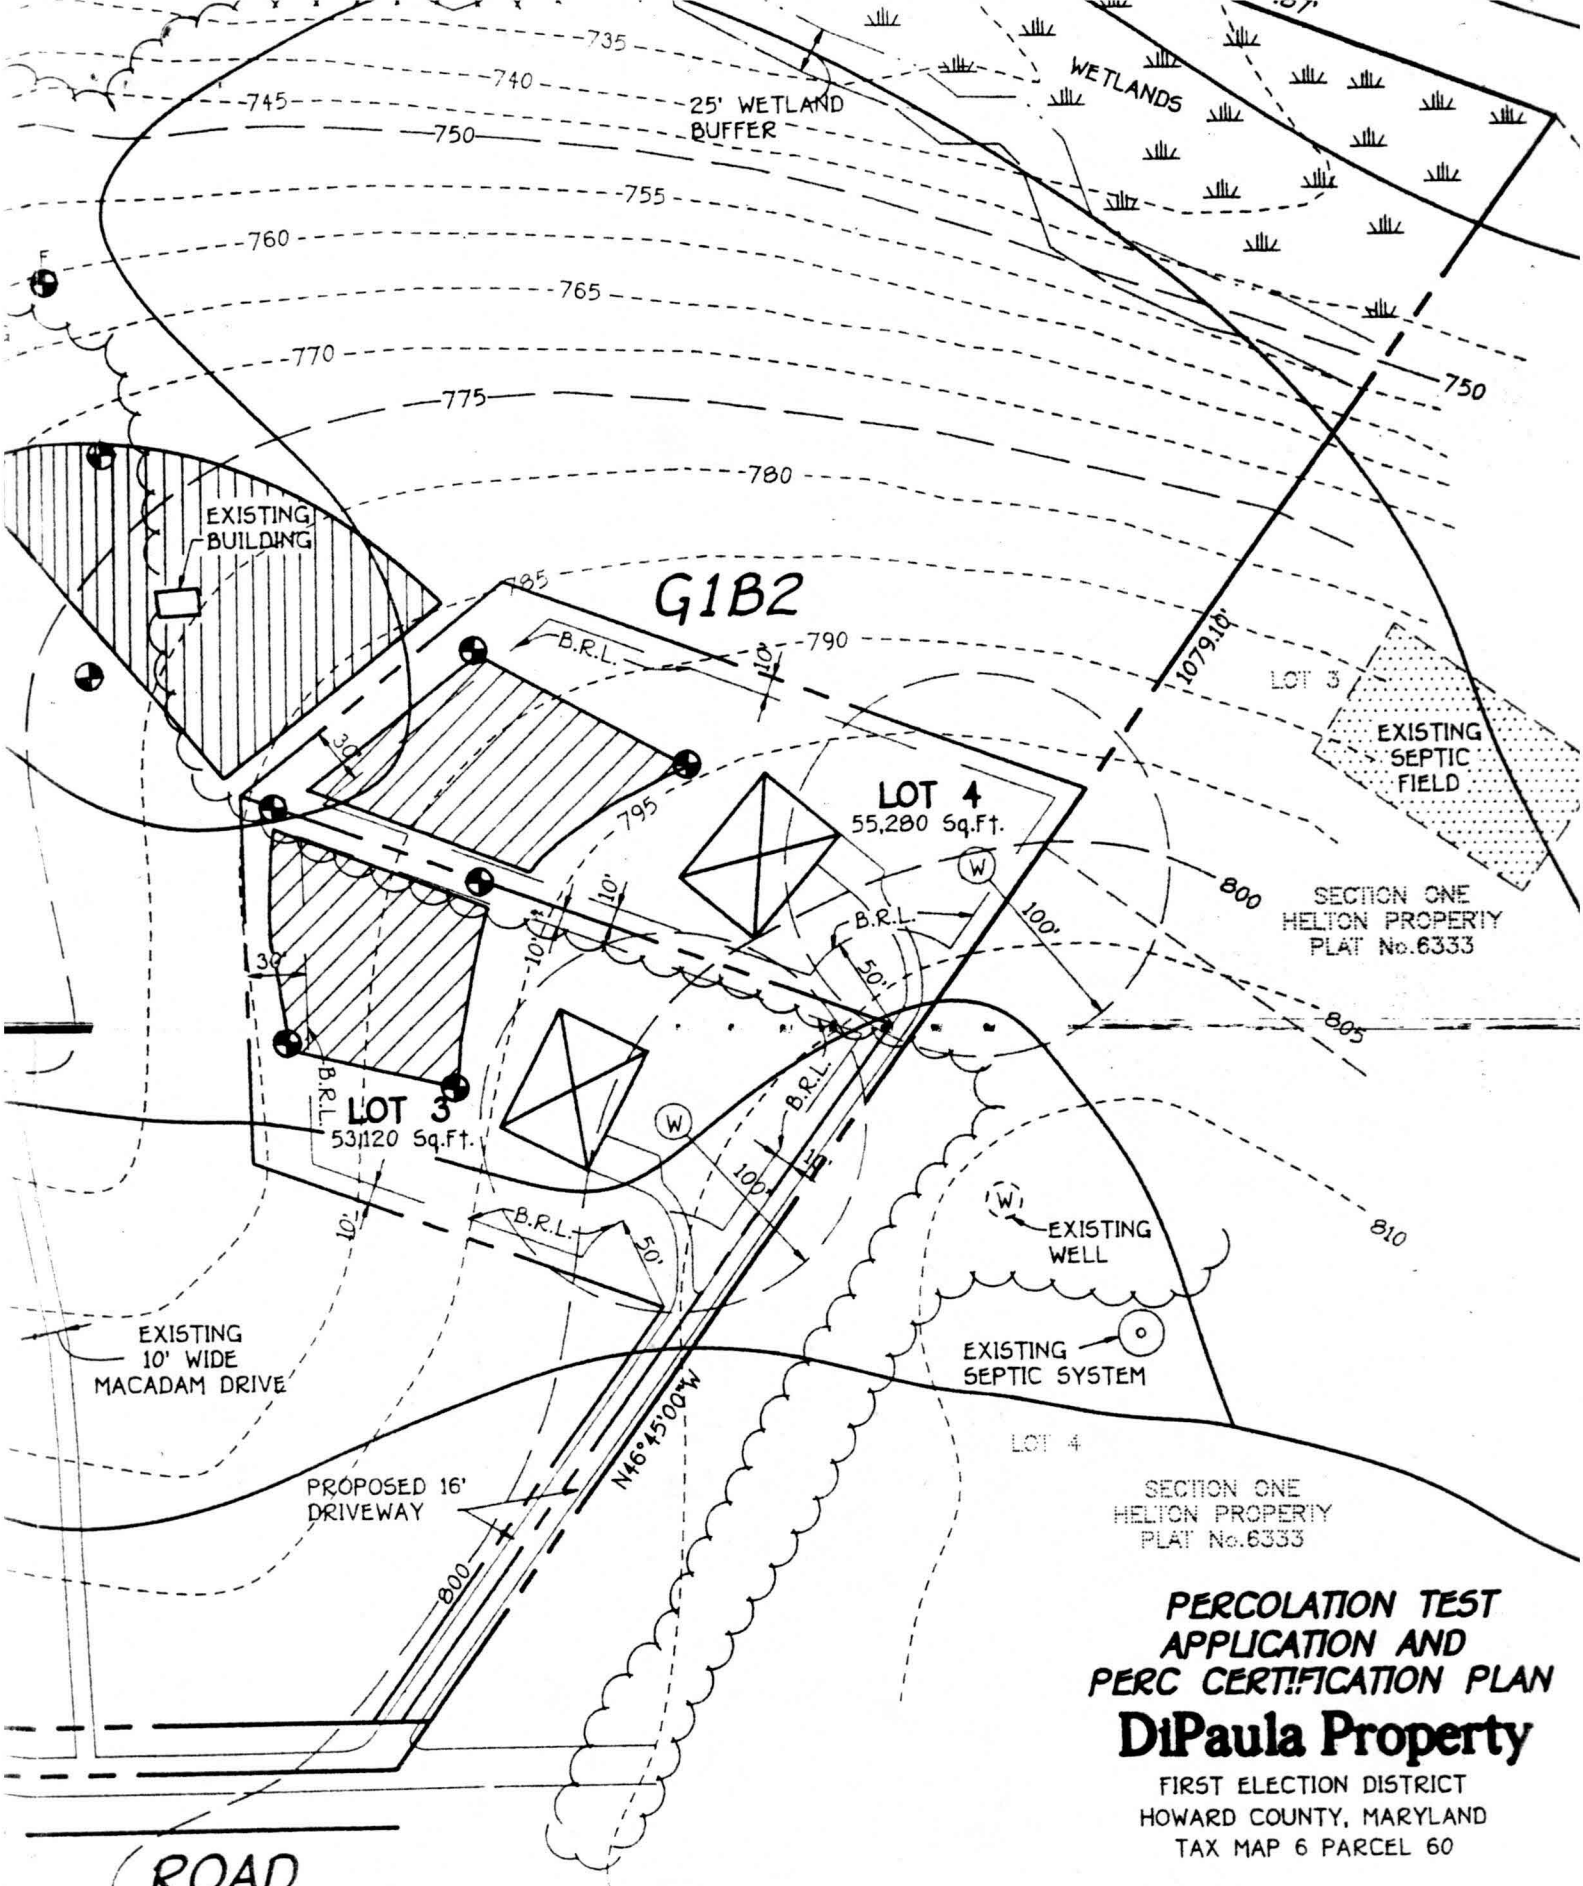 735
740
745
750
25' WETLAND
BUFFER
WETLANDS
755
760
F
765
770
775
750
780
EXISTING
BUILDING
785
G1B2
B.R.L.
10'
790
1079.10'
LOT 3
EXISTING
SEPTIC
FIELD
30'
795
LOT 4
55,280 Sq.Ft.
W
100'
800
SECTION ONE
HELTON PROPERTY
PLAT No.6333
10'
10'
B.R.L.
50'
30'
805
B.R.L.
B.R.L.
LOT 3
53,120 Sq.Ft.
W
100'
10'
W
EXISTING
WELL
810
10'
B.R.L.
50'
EXISTING
10' WIDE
MACADAM DRIVE
EXISTING
SEPTIC SYSTEM
N46°45'00"W
LOT 4
PROPOSED 16'
DRIVEWAY
SECTION ONE
HELTON PROPERTY
PLAT No.6333
800
PERCOLATION TEST
APPLICATION AND
PERC CERTIFICATION PLAN
DiPaula Property
FIRST ELECTION DISTRICT
HOWARD COUNTY, MARYLAND
TAX MAP 6 PARCEL 60
ROAD